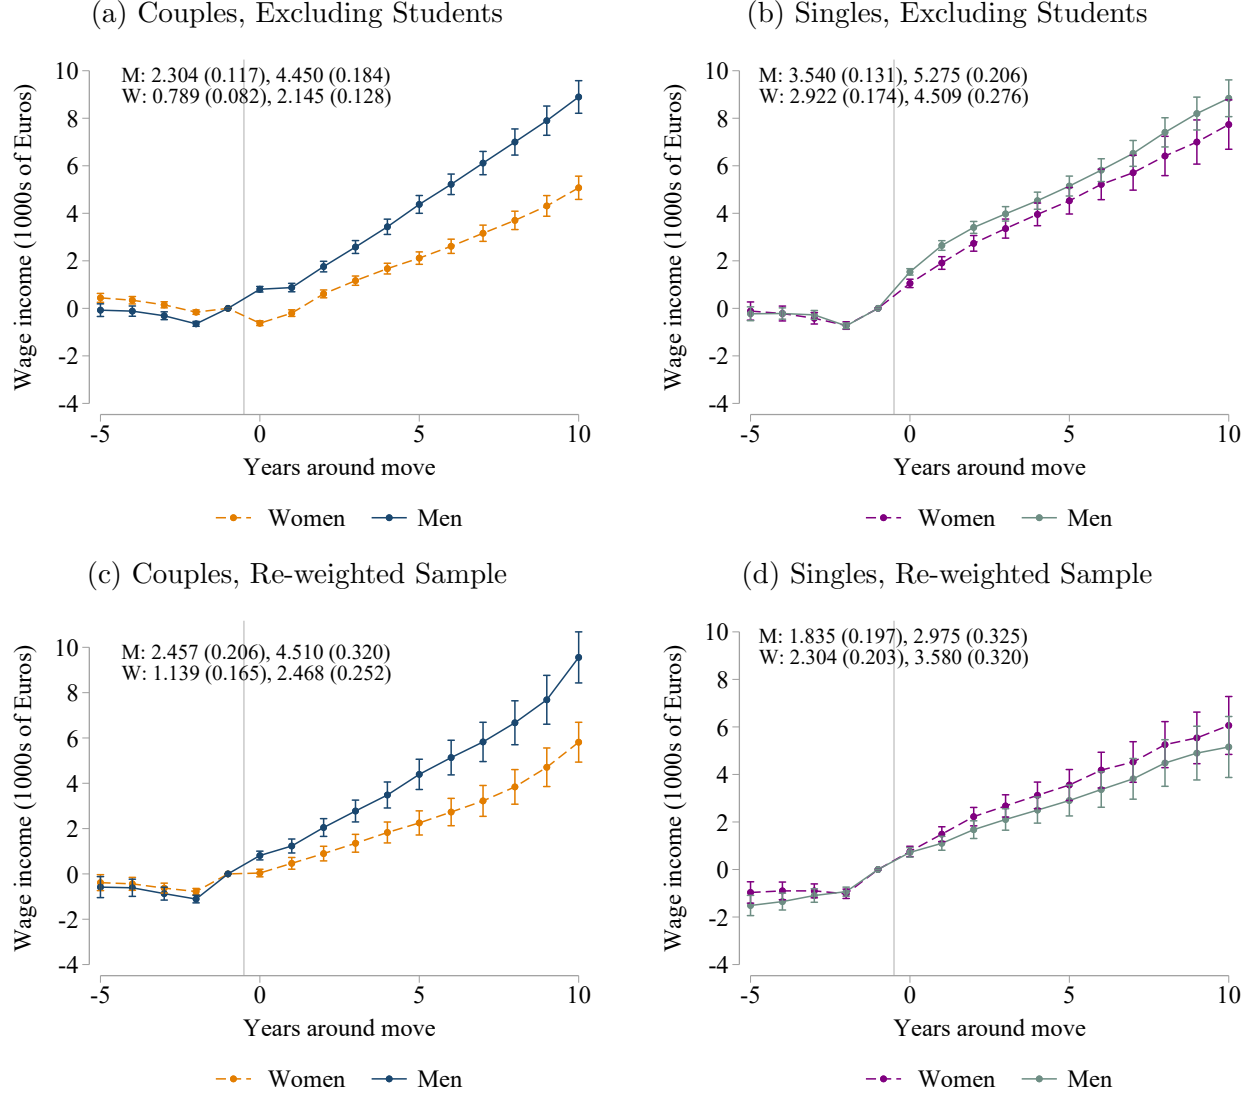 (a) Couples, Excluding Students
M: 2.304 (0.117), 4.450 (0.184)
W: 0.789 (0.082), 2.145 (0.128)
Wage income (1000s of Euros)
10
8
6
4
2
0
-2
-4
-5
0
5
10
Years around move
Women
Men
(b) Singles, Excluding Students
M: 3.540 (0.131), 5.275 (0.206)
W: 2.922 (0.174), 4.509 (0.276)
Wage income (1000s of Euros)
10
8
6
4
2
0
-2
-4
-5
0
5
10
Years around move
Women
Men
(c) Couples, Re-weighted Sample
M: 2.457 (0.206), 4.510 (0.320)
W: 1.139 (0.165), 2.468 (0.252)
Wage income (1000s of Euros)
10
8
6
4
2
0
-2
-4
-5
0
5
10
Years around move
Women
Men
(d) Singles, Re-weighted Sample
M: 1.835 (0.197), 2.975 (0.325)
W: 2.304 (0.203), 3.580 (0.320)
Wage income (1000s of Euros)
10
8
6
4
2
0
-2
-4
-5
0
5
10
Years around move
Women
Men